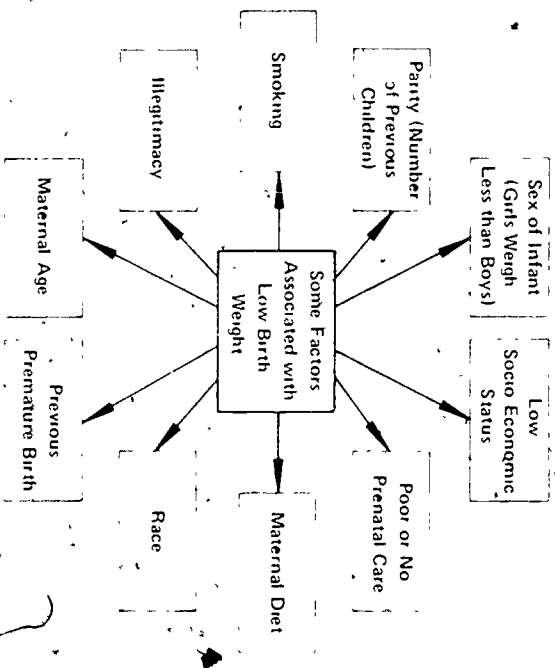 Sex of Infant
(Girls Weigh
Less than Boys)
Low
Socio Economic
Status
Parity (Number
of Previous
Children)
Poor or No
Prenatal Care
Smoking
Some Factors
Associated with
Low Birth
Weight
Maternal Diet
Illegitimacy
Race
Maternal Age
Previous
Premature Birth